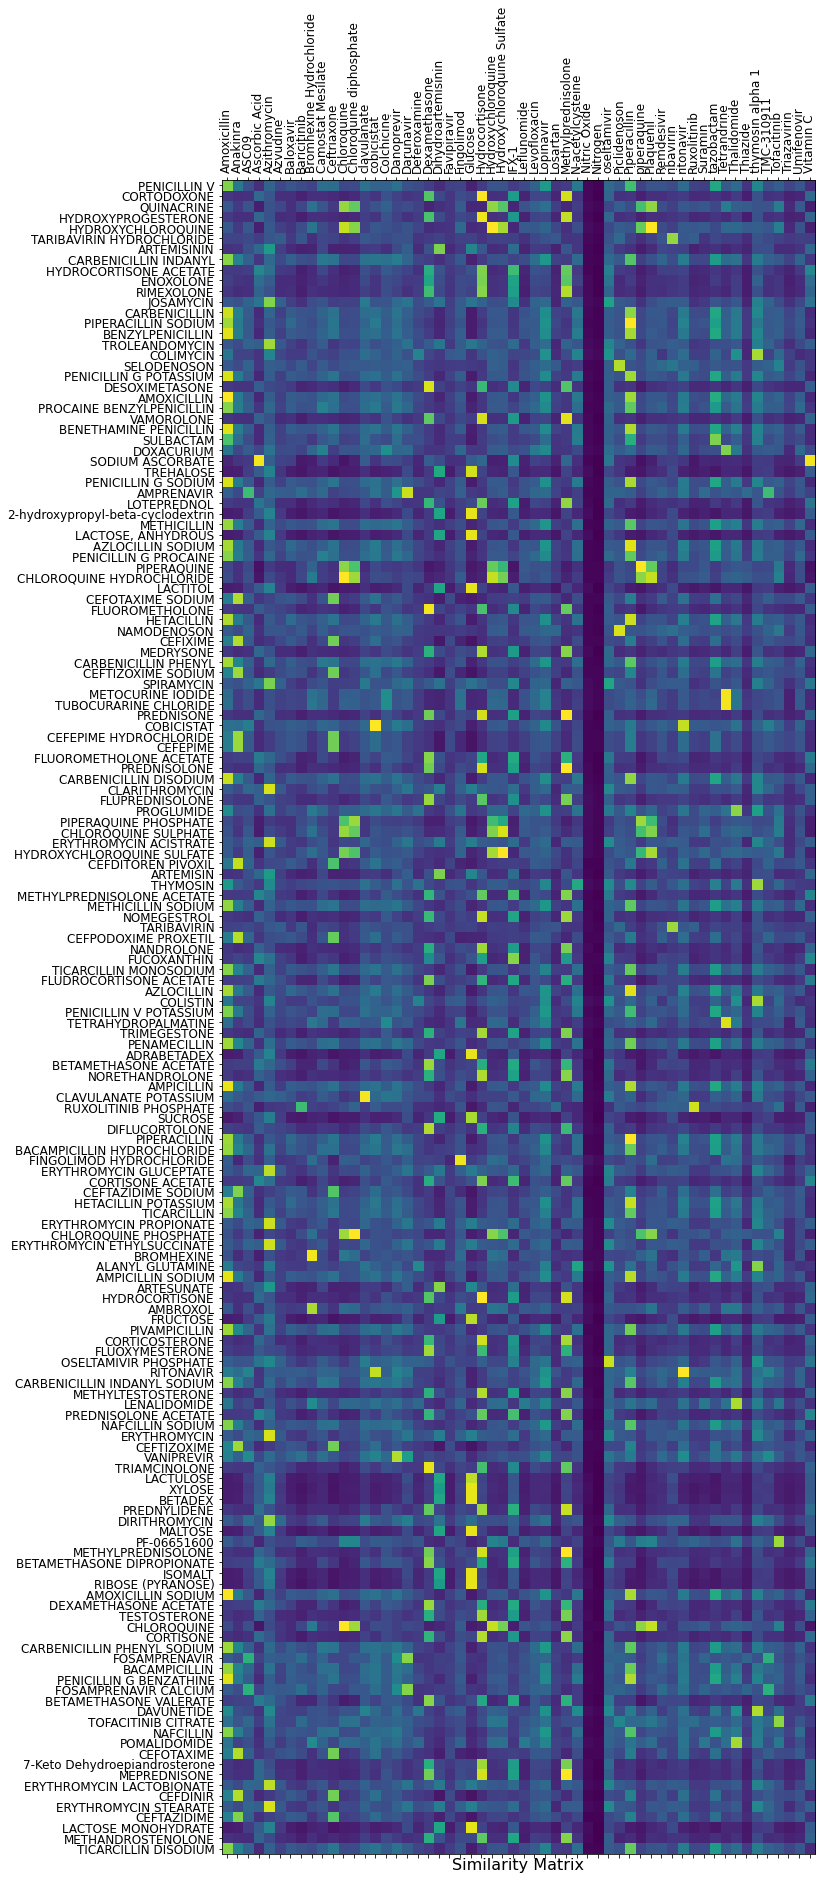 Amoxicillin
Anakinra
ASC09
Ascorbic Acid
Azithromycin
Azvudine
Baloxavir
Baricitinib
Bromhexine Hydrochloride
Camostat Mesilate
Ceftriaxone
Chloroquine
Chloroquine diphosphate
clavulanate
cobicistat
Colchicine
Danoprevir
Darunavir
Deferoxamine
Dexamethasone
Dihydroartemisinin
Favipiravir
Fingolimod
Glucose
Hydrocortisone
Hydroxychloroquine
Hydroxychloroquine Sulfate
IFX-1
Leflunomide
Levofloxacin
Lopinavir
Losartan
Methylprednisolone
N-acetylcysteine
Nitric Oxide
Nitrogen
oseltamivir
Piclidenoson
Piperacillin
piperaquine
Plaquenil
Remdesivir
ribavirin
ritonavir
Ruxolitinib
Suramin
tazobactam
Tetrandrine
Thalidomide
Thiazide
thymosin alpha 1
TMC-310911
Tofacitinib
Triazavirin
Umifenovir
Vitamin C
PENICILLIN V
CORTODOXONE
QUINACRINE
HYDROXYPROGESTERONE
HYDROXYCHLOROQUINE
TARIBAVIRIN HYDROCHLORIDE
ARTEMISININ
CARBENICILLIN INDANYL
HYDROCORTISONE ACETATE
ENOXOLONE
RIMEXOLONE
JOSAMYCIN
CARBENICILLIN
PIPERACILLIN SODIUM
BENZYLPENICILLIN
TROLEANDOMYCIN
COLIMYCIN
SELODENOSON
PENICILLIN G POTASSIUM
DESOXIMETASONE
AMOXICILLIN
PROCAINE BENZYLPENICILLIN
VAMOROLONE
BENETHAMINE PENICILLIN
SULBACTAM
DOXACURIUM
SODIUM ASCORBATE
TREHALOSE
PENICILLIN G SODIUM
AMPRENAVIR
LOTEPREDNOL
2-hydroxypropyl-beta-cyclodextrin
METHICILLIN
LACTOSE, ANHYDROUS
AZLOCILLIN SODIUM
PENICILLIN G PROCAINE
PIPERAQUINE
CHLOROQUINE HYDROCHLORIDE
LACTITOL
CEFOTAXIME SODIUM
FLUOROMETHOLONE
HETACILLIN
NAMODENOSON
CEFIXIME
MEDRYSONE
CARBENICILLIN PHENYL
CEFTIZOXIME SODIUM
SPIRAMYCIN
METOCURINE IODIDE
TUBOCURARINE CHLORIDE
PREDNISONE
COBICISTAT
CEFEPIME HYDROCHLORIDE
CEFEPIME
FLUOROMETHOLONE ACETATE
PREDNISOLONE
CARBENICILLIN DISODIUM
CLARITHROMYCIN
FLUPREDNISOLONE
PROGLUMIDE
PIPERAQUINE PHOSPHATE
CHLOROQUINE SULPHATE
ERYTHROMYCIN ACISTRATE
HYDROXYCHLOROQUINE SULFATE
CEFDITOREN PIVOXIL
ARTEMISIN
THYMOSIN
METHYLPREDNISOLONE ACETATE
METHICILLIN SODIUM
NOMEGESTROL
TARIBAVIRIN
CEFPODOXIME PROXETIL
NANDROLONE
FUCOXANTHIN
TICARCILLIN MONOSODIUM
FLUDROCORTISONE ACETATE
AZLOCILLIN
COLISTIN
PENICILLIN V POTASSIUM
TETRAHYDROPALMATINE
TRIMEGESTONE
PENAMECILLIN
ADRABETADEX
BETAMETHASONE ACETATE
NORETHANDROLONE
AMPICILLIN
CLAVULANATE POTASSIUM
RUXOLITINIB PHOSPHATE
SUCROSE
DIFLUCORTOLONE
PIPERACILLIN
BACAMPICILLIN HYDROCHLORIDE
FINGOLIMOD HYDROCHLORIDE
ERYTHROMYCIN GLUCEPTATE
CORTISONE ACETATE
CEFTAZIDIME SODIUM
HETACILLIN POTASSIUM
TICARCILLIN
ERYTHROMYCIN PROPIONATE
CHLOROQUINE PHOSPHATE
ERYTHROMYCIN ETHYLSUCCINATE
BROMHEXINE
ALANYL GLUTAMINE
AMPICILLIN SODIUM
ARTESUNATE
HYDROCORTISONE
AMBROXOL
FRUCTOSE
PIVAMPICILLIN
CORTICOSTERONE
FLUOXYMESTERONE
OSELTAMIVIR PHOSPHATE
RITONAVIR
CARBENICILLIN INDANYL SODIUM
METHYLTESTOSTERONE
LENALIDOMIDE
PREDNISOLONE ACETATE
NAFCILLIN SODIUM
ERYTHROMYCIN
CEFTIZOXIME
VANIPREVIR
TRIAMCINOLONE
LACTULOSE
XYLOSE
BETADEX
PREDNYLIDENE
DIRITHROMYCIN
MALTOSE
PF-06651600
METHYLPREDNISOLONE
BETAMETHASONE DIPROPIONATE
ISOMALT
RIBOSE (PYRANOSE)
AMOXICILLIN SODIUM
DEXAMETHASONE ACETATE
TESTOSTERONE
CHLOROQUINE
CORTISONE
CARBENICILLIN PHENYL SODIUM
FOSAMPRENAVIR
BACAMPICILLIN
PENICILLIN G BENZATHINE
FOSAMPRENAVIR CALCIUM
BETAMETHASONE VALERATE
DAVUNETIDE
TOFACITINIB CITRATE
NAFCILLIN
POMALIDOMIDE
CEFOTAXIME
7-Keto Dehydroepiandrosterone
MEPREDNISONE
ERYTHROMYCIN LACTOBIONATE
CEFDINIR
ERYTHROMYCIN STEARATE
CEFTAZIDIME
LACTOSE MONOHYDRATE
METHANDROSTENOLONE
TICARCILLIN DISODIUM
Similarity Matrix